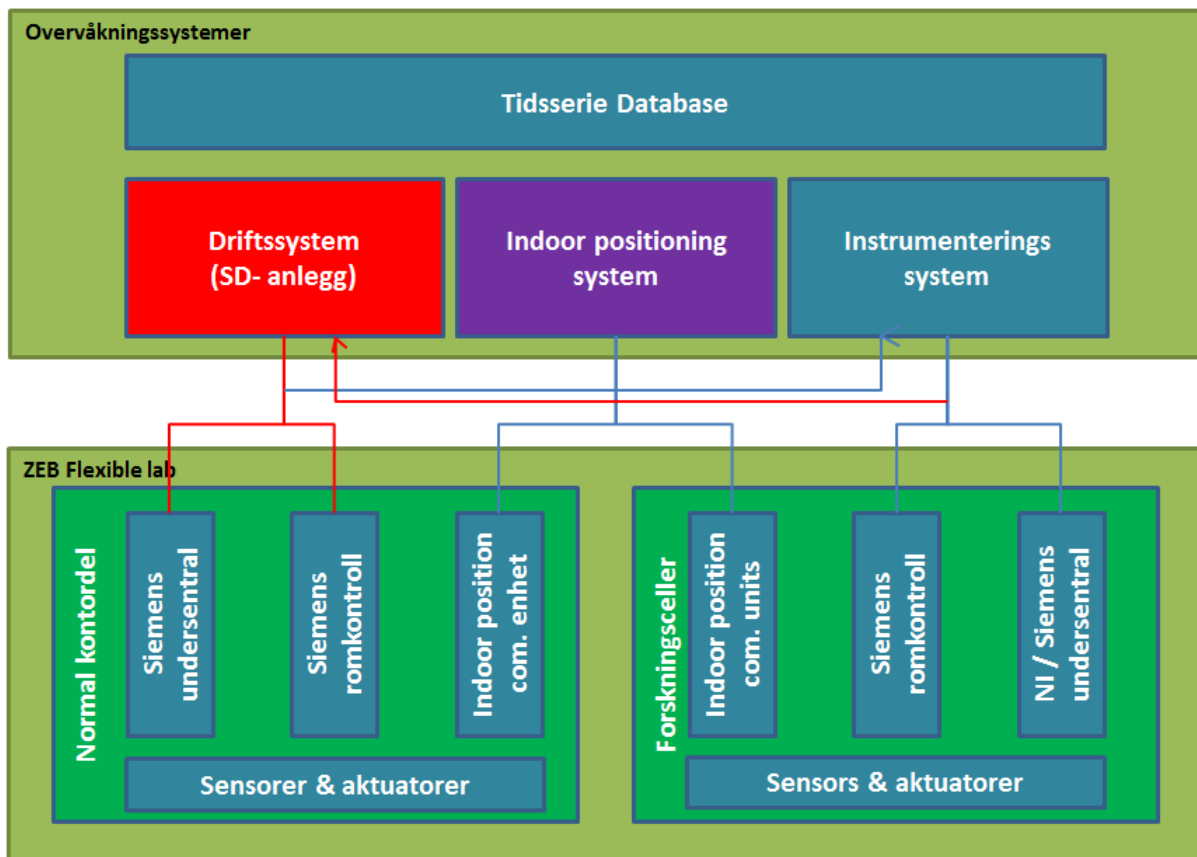 Overvåkningssystemer
Tidsserie Database
Driftssystem
(SD- anlegg)
Indoor positioning
system
Instrumenterings
system
ZEB Flexible lab
Normal kontordel
Siemens
undersentral
Siemens
romkontroll
Indoor position
com. enhet
Sensorer & aktuatorer
Forskningsceller
Indoor position
com. units
Siemens
romkontroll
NI / Siemens
undersentral
Sensors & aktuatorer